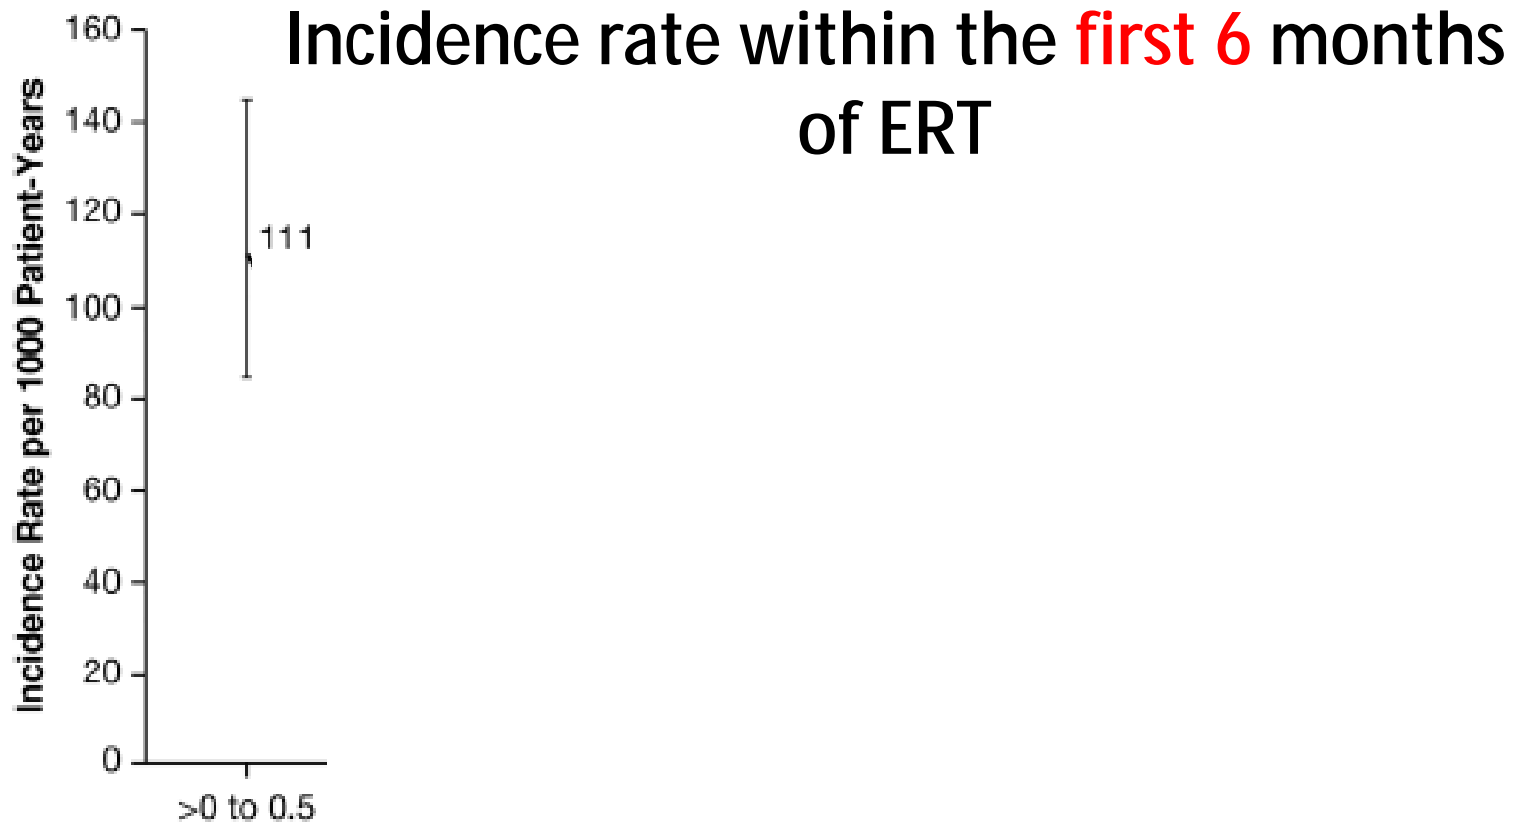 Incidence rate within the first 6 months
of ERT
Incidence Rate per 1000 Patient-Years
160
140
120
111
100
80
60
40
20
0
>0 to 0.5